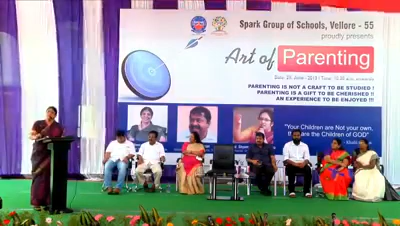 Spark Group of Schools, Vellore - 55
proudly presents
Art of Parenting
PARENTING IS NOT A CRAFT TO BE STUDIED !
PARENTING IS A GIFT TO BE CHERISHED !!
AN EXPERIENCE TO BE ENJOYED !!!
"Your Children are Not your own,
they are the Children of GOD"